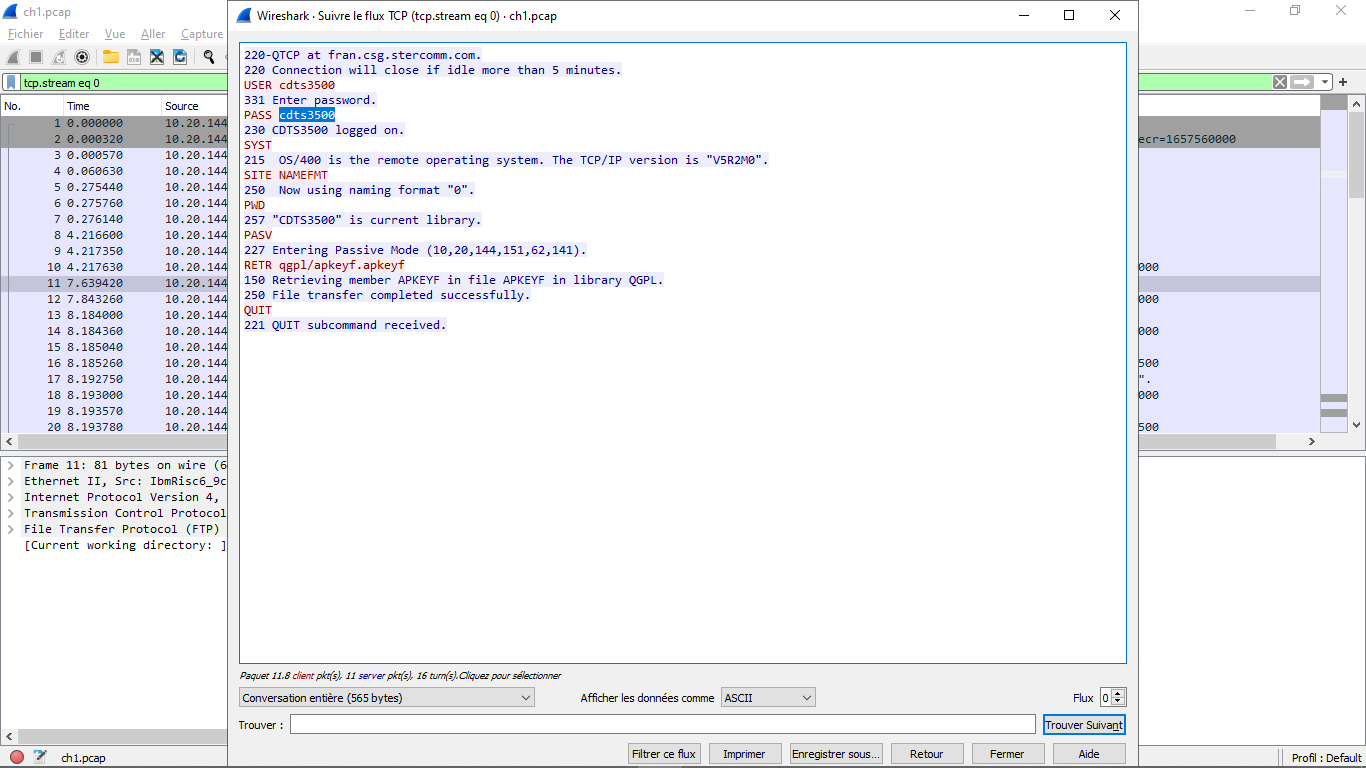 ch1.pcap
Fichier Editer Vue Aller Capture
tcp.stream eq 0
No. Time Source
1 0.000000 10.20.144
2 0.000320 10.20.144 ecr=1657560000
3 0.000570 10.20.144
4 0.060630 10.20.144
5 0.275440 10.20.144
6 0.275760 10.20.144
7 0.276140 10.20.144
8 4.216600 10.20.144
9 4.217350 10.20.144
10 4.217630 10.20.144 000
11 7.639420 10.20.144
12 7.843260 10.20.144 000
13 8.184000 10.20.144
14 8.184360 10.20.144 000
15 8.185040 10.20.144
16 8.185260 10.20.144 500
17 8.192750 10.20.144 ".
18 8.193000 10.20.144 000
19 8.193570 10.20.144
20 8.193780 10.20.144 500
Frame 11: 81 bytes on wire (6
Ethernet II, Src: IbmRisc6_9c
Internet Protocol Version 4,
Transmission Control Protocol
File Transfer Protocol (FTP)
[Current working directory: ]
ch1.pcap
Profil : Default
Wireshark · Suivre le flux TCP (tcp.stream eq 0) · ch1.pcap
220-QTCP at fran.csg.stercomm.com.
220 Connection will close if idle more than 5 minutes.
USER cdts3500
331 Enter password.
PASS cdts3500
230 CDTS3500 logged on.
SYST
215  OS/400 is the remote operating system. The TCP/IP version is "V5R2M0".
SITE NAMEFMT
250  Now using naming format "0".
PWD
257 "CDTS3500" is current library.
PASV
227 Entering Passive Mode (10,20,144,151,62,141).
RETR qgpl/apkeyf.apkeyf
150 Retrieving member APKEYF in file APKEYF in library QGPL.
250 File transfer completed successfully.
QUIT
221 QUIT subcommand received.
Paquet 11.8 client pkt(s), 11 server pkt(s), 16 turn(s).Cliquez pour sélectionner
Conversation entière (565 bytes) Afficher les données comme ASCII Flux 0
Trouver : Trouver Suivant
Filtrer ce flux Imprimer Enregistrer sous... Retour Fermer Aide